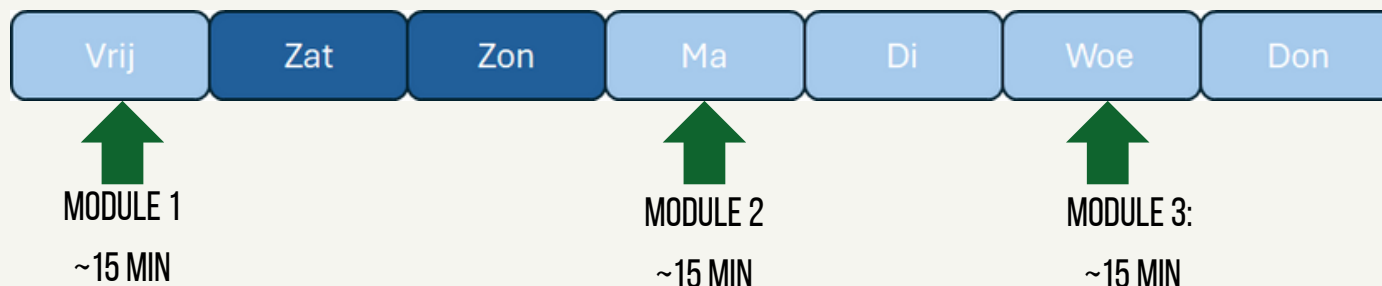 Vrij Zat Zon Ma Di Woe Don
MODULE 1 MODULE 2 MODULE 3:
~15 MIN ~15 MIN ~15 MIN